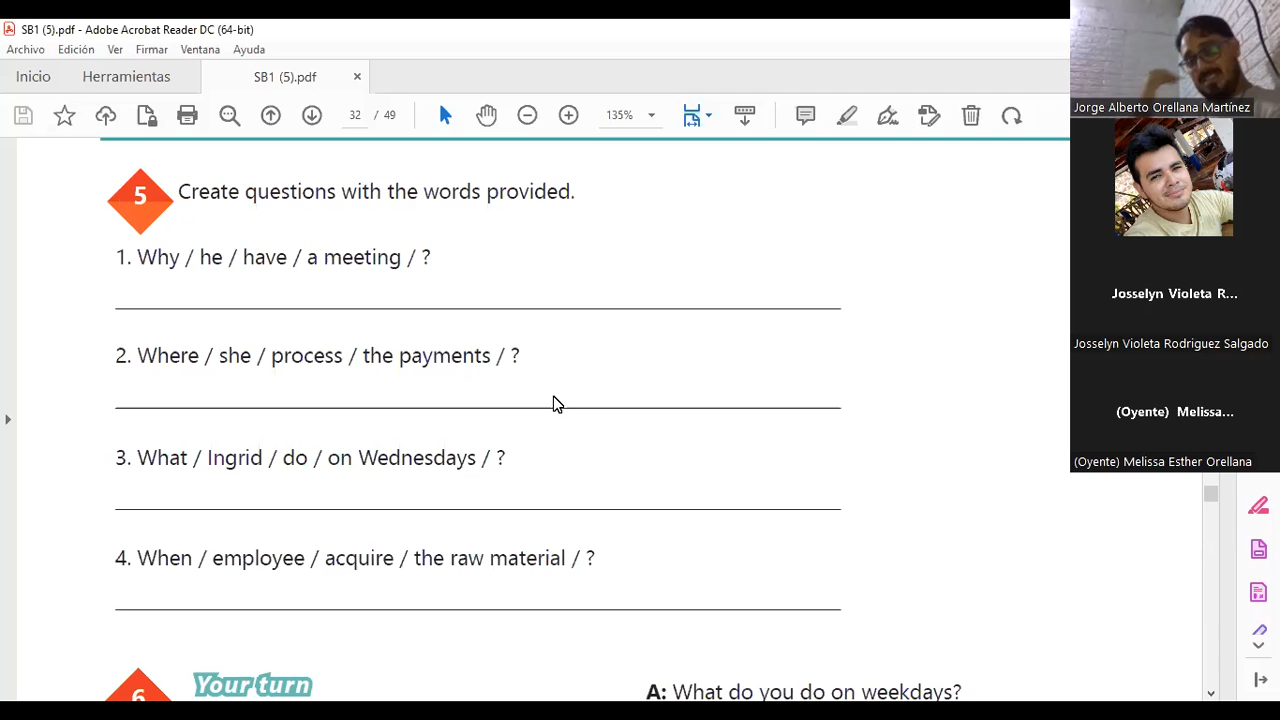 SB1 (5).pdf - Adobe Acrobat Reader DC (64-bit)
Archivo Edición Ver Firmar Ventana Ayuda
Inicio Herramientas SB1 (5).pdf ×
32 / 49 135%
5 Create questions with the words provided.
1. Why / he / have / a meeting / ?
2. Where / she / process / the payments / ?
3. What / Ingrid / do / on Wednesdays / ?
4. When / employee / acquire / the raw material / ?
6 Your turn
A: What do you do on weekdays?
Jorge Alberto Orellana Martínez
Josselyn Violeta R...
Josselyn Violeta Rodriguez Salgado
(Oyente) Melissa...
(Oyente) Melissa Esther Orellana